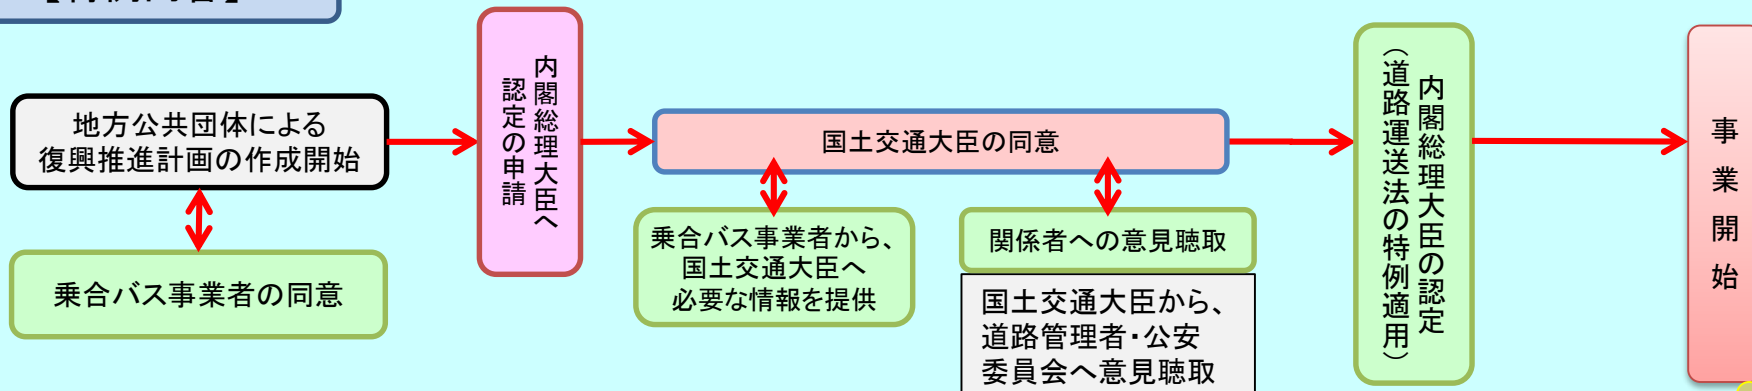 地方公共団体による
復興推進計画の作成開始
乗合バス事業者の同意
内閣総理大臣へ
認定の申請
国土交通大臣の同意
乗合バス事業者から、
国土交通大臣へ
必要な情報を提供
関係者への意見聴取
国土交通大臣から、
道路管理者・公安
委員会へ意見聴取
内閣総理大臣の認定
（道路運送法の特例適用）
事業開始